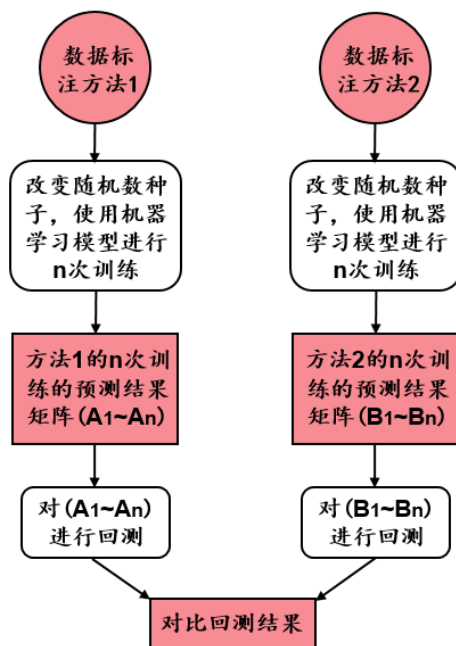 数据标
注方法1
改变随机数种
子，使用机器
学习模型进行
n次训练
方法1的n次训
练的预测结果
矩阵(A1~An)
对(A1~An)
进行回测
数据标
注方法2
改变随机数种
子，使用机器
学习模型进行
n次训练
方法2的n次训
练的预测结果
矩阵(B1~Bn)
对(B1~Bn)
进行回测
对比回测结果